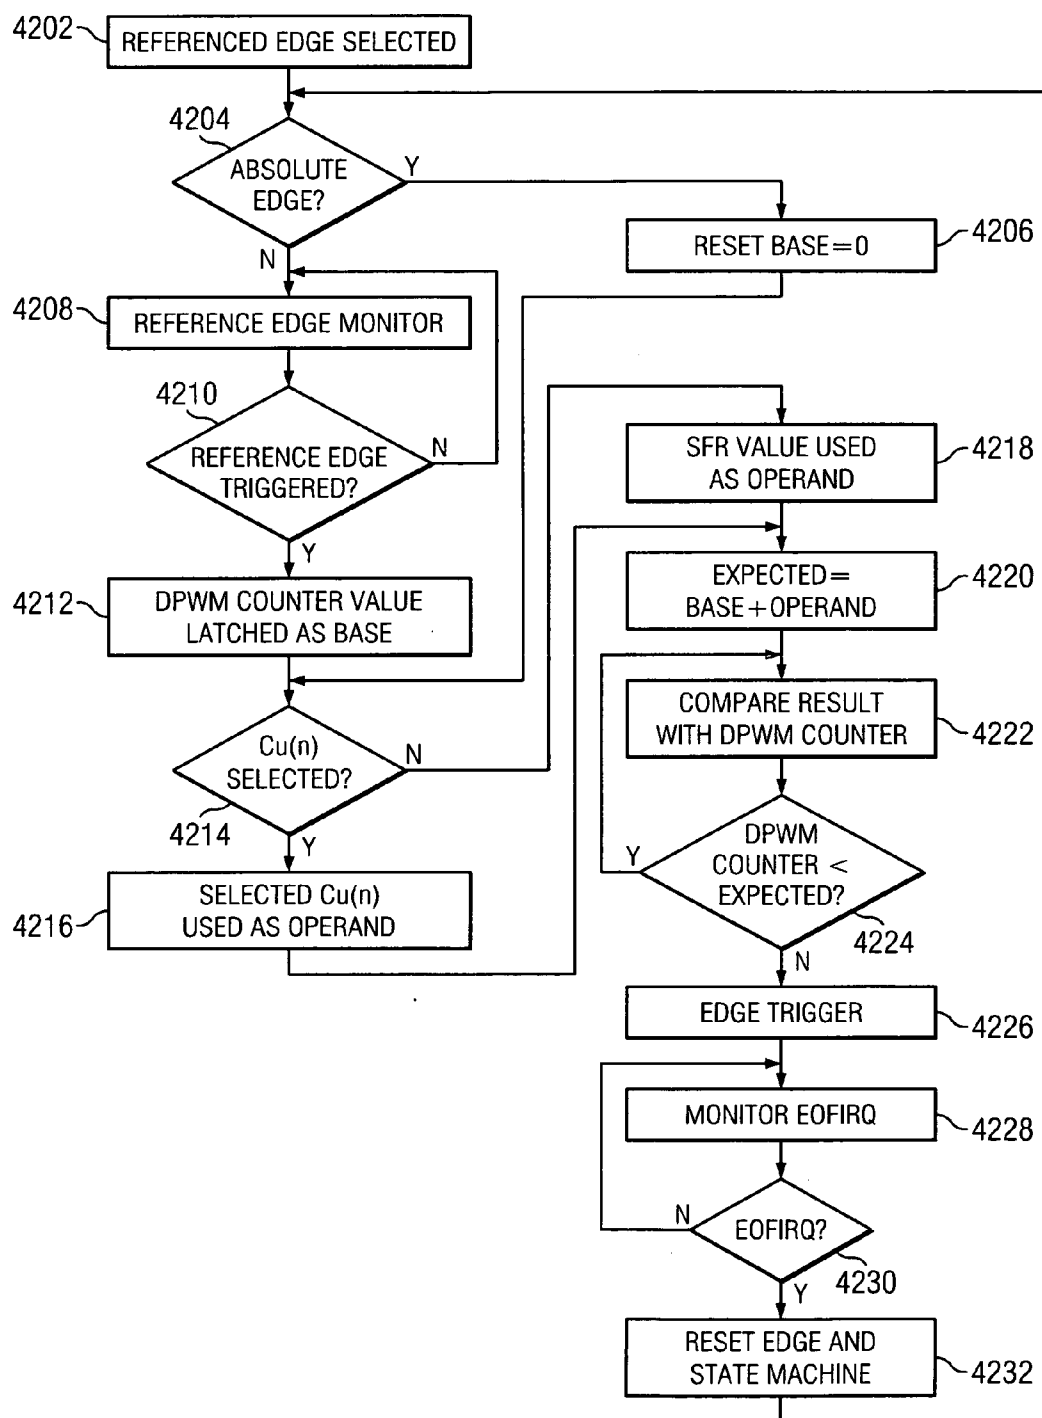 4202
REFERENCED EDGE SELECTED
4204
ABSOLUTE
EDGE?
Y
N
RESET BASE=0
4206
4208
REFERENCE EDGE MONITOR
4210
REFERENCE EDGE
TRIGGERED?
N
Y
4212
DPWM COUNTER VALUE
LATCHED AS BASE
Cu(n)
SELECTED?
N
4214
Y
4216
SELECTED Cu(n)
USED AS OPERAND
SFR VALUE USED
AS OPERAND
4218
EXPECTED=
BASE+OPERAND
4220
COMPARE RESULT
WITH DPWM COUNTER
4222
DPWM
COUNTER <
EXPECTED?
Y
4224
N
EDGE TRIGGER
4226
MONITOR EOFIRQ
4228
N
EOFIRQ?
4230
Y
RESET EDGE AND
STATE MACHINE
4232